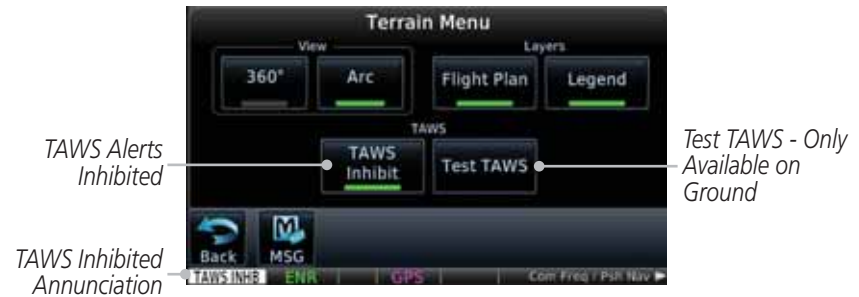 Terrain Menu
View
Layers
360°
Arc
Flight Plan
Legend
TAWS
TAWS Alerts
Inhibited
TAWS
Inhibit
Test TAWS
Test TAWS - Only
Available on
Ground
Back
MSG
TAWS Inhibited
Annunciation
TAWS INHB
ENR
GPS
Com Freq / Psh Nav